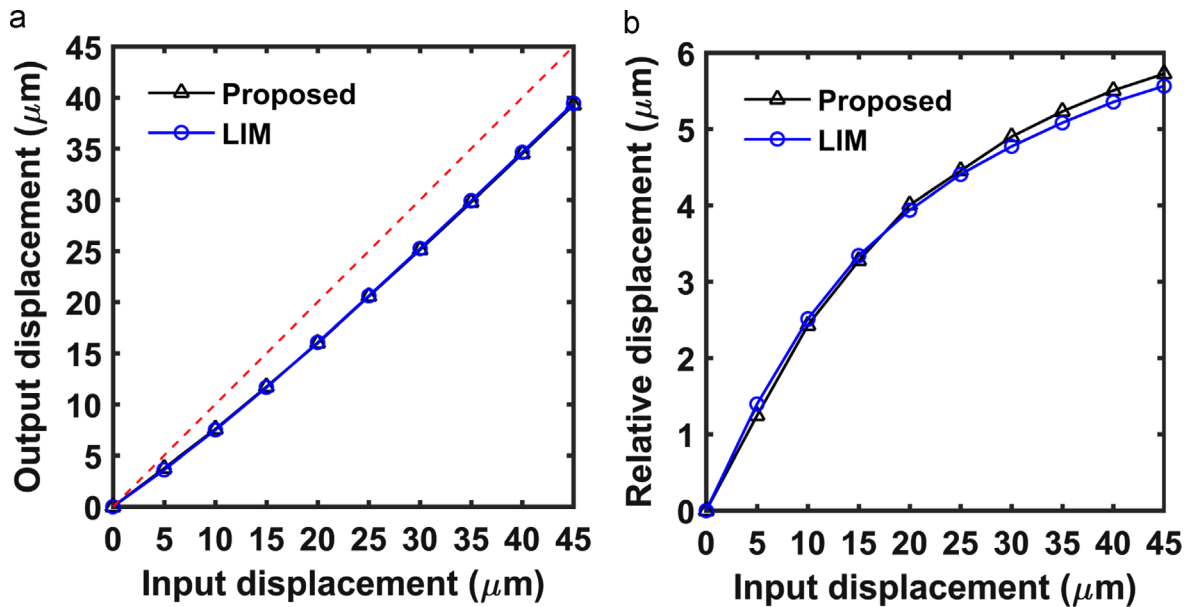 a
45
40
35
30
25
20
15
10
5
0
Output displacement (μm)
Proposed
LIM
0 5 10 15 20 25 30 35 40 45
Input displacement (μm)
b
6
5
4
3
2
1
0
Relative displacement (μm)
Proposed
LIM
0 5 10 15 20 25 30 35 40 45
Input displacement (μm)